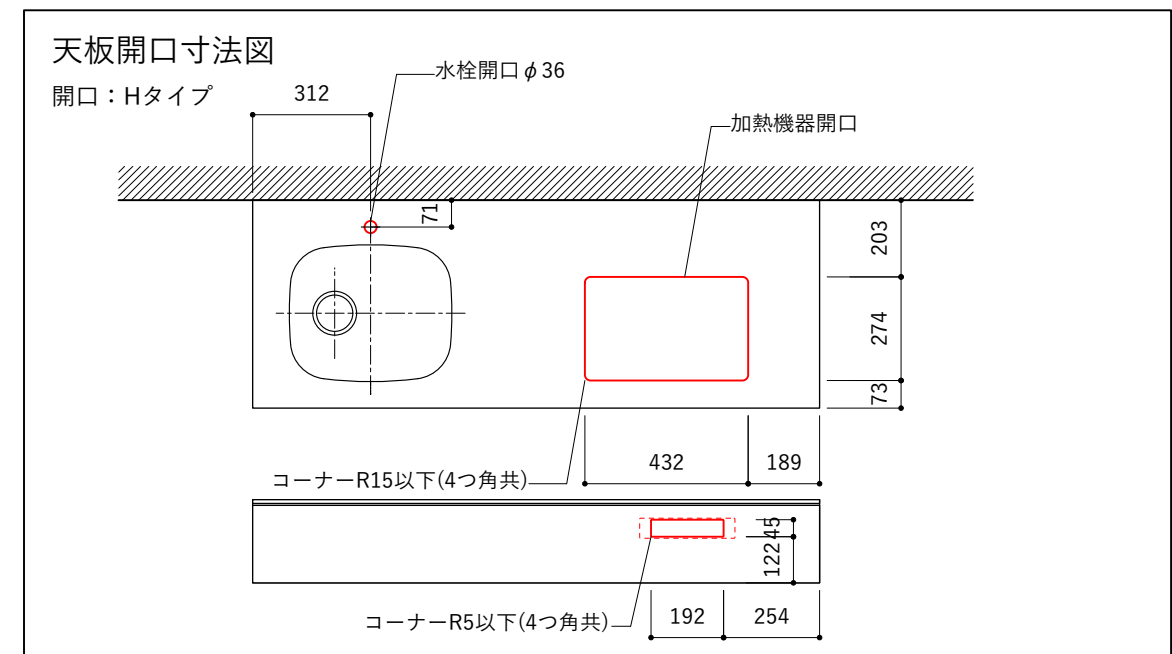 天板開口寸法図
水栓開口φ36
開口：Hタイプ
312
加熱機器開口
71
203
274
73
432
189
コーナーR15以下(4つ角共)
45
122
192
254
コーナーR5以下(4つ角共)